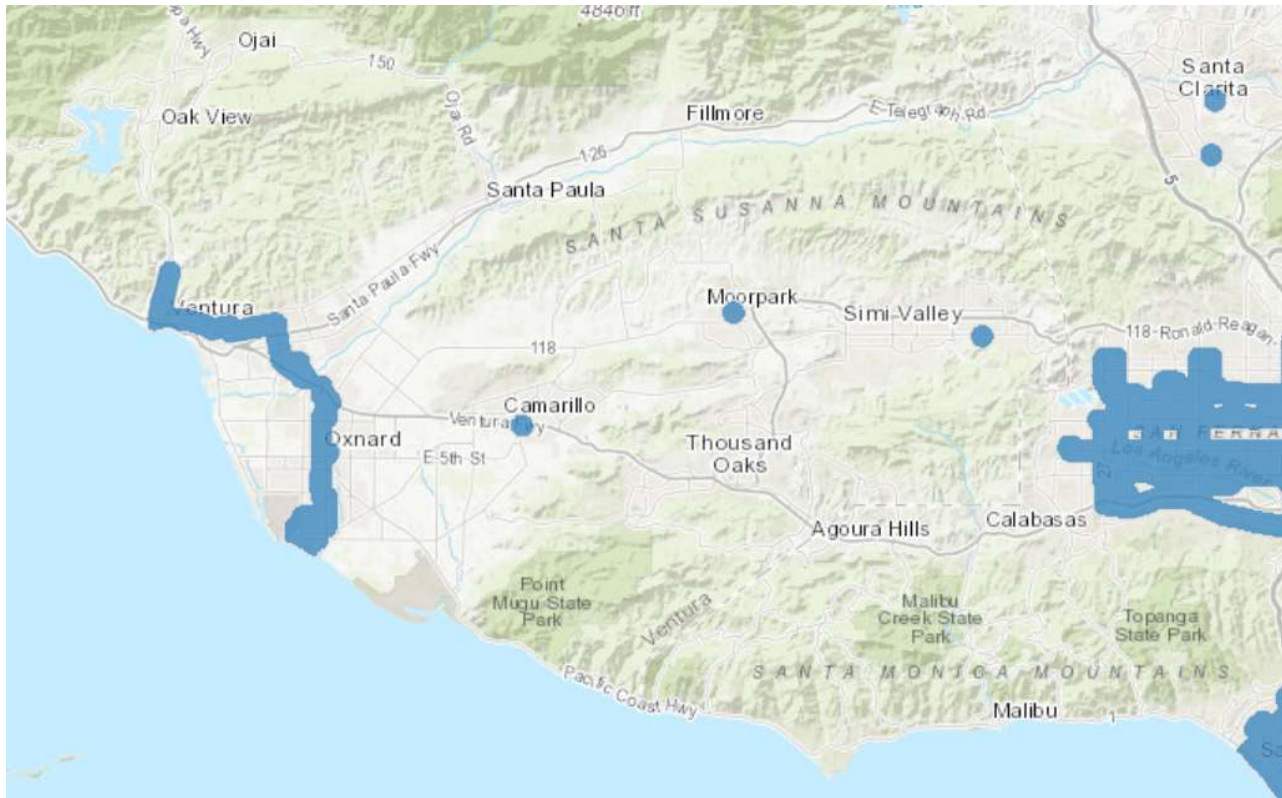 4846 ft
Ojai
150
Ojai Rd
Oak View
Santa
Clarita
Fillmore
E-Telegraph-Rd
126
Santa Paula
5
SANTA SUSANNA MOUNTAINS
Santa Paula Fwy
Ventura
Moorpark
Simi Valley
118-Ronald-Reagan-
118
Camarillo
Ventura Fwy
Oxnard
E 5th St
Thousand
Oaks
SAN FERNA
Los Angeles River
27
Agoura Hills
Calabasas
Point
Mugu State
Park
Ventura
Malibu
Creek State
Park
Topanga
State Park
SANTA MONICA MOUNTAINS
Pacific Coast Hwy
Malibu
1